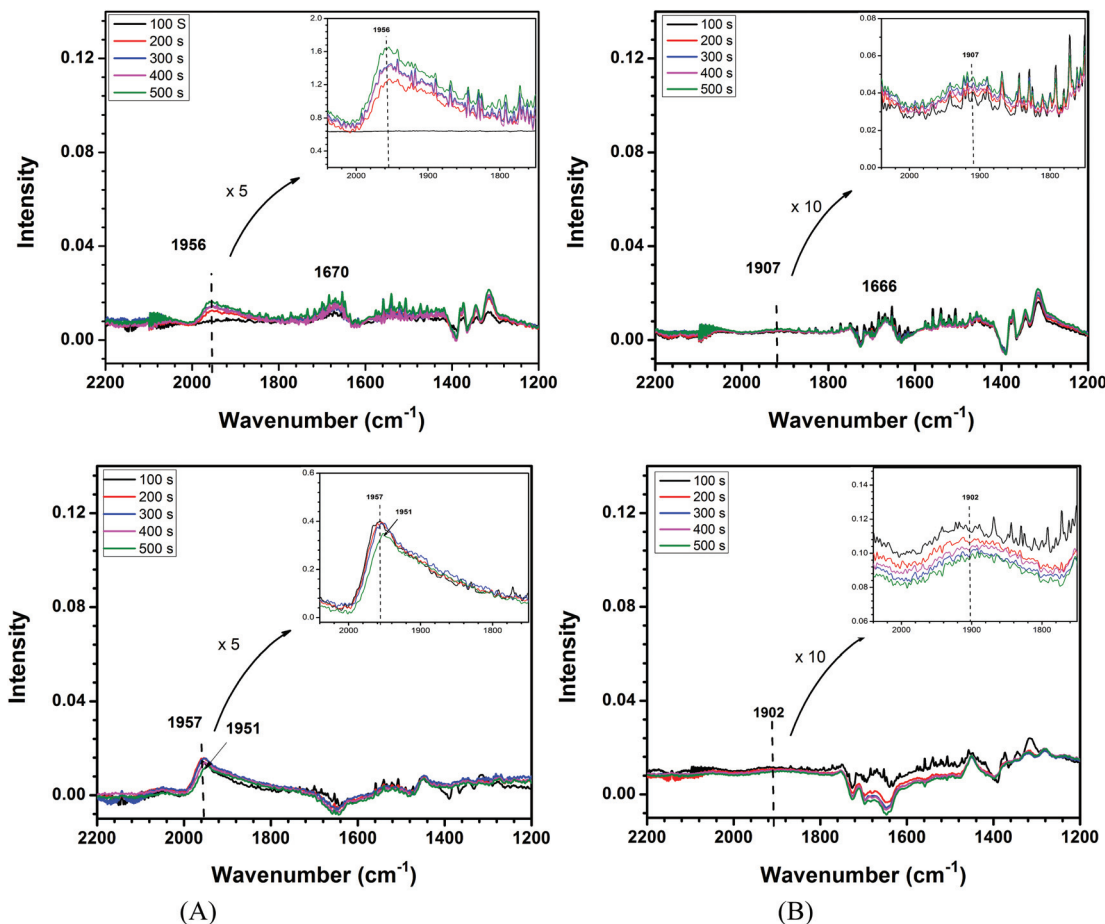 100 S
200 s
300 s
400 s
500 s
0.12
0.08
0.04
0.00
Intensity
2200 2000 1800 1600 1400 1200
Wavenumber (cm-1)
1956
1670
x 5
2.0
1.6
1.2
0.8
0.4
2000 1900 1800
1956
100 s
200 s
300 s
400 s
500 s
0.12
0.08
0.04
0.00
Intensity
2200 2000 1800 1600 1400 1200
Wavenumber (cm-1)
1907
1666
x 10
0.08
0.06
0.04
0.02
0.00
2000 1900 1800
1907
100 s
200 s
300 s
400 s
500 s
0.12
0.08
0.04
0.00
Intensity
2200 2000 1800 1600 1400 1200
Wavenumber (cm-1)
1957
1951
x 5
0.6
0.4
0.2
0.0
2000 1900 1800
1957
1951
100 s
200 s
300 s
400 s
500 s
0.12
0.08
0.04
0.00
Intensity
2200 2000 1800 1600 1400 1200
Wavenumber (cm-1)
1902
x 10
0.14
0.12
0.10
0.08
0.06
2000 1900 1800
1902
(A)
(B)